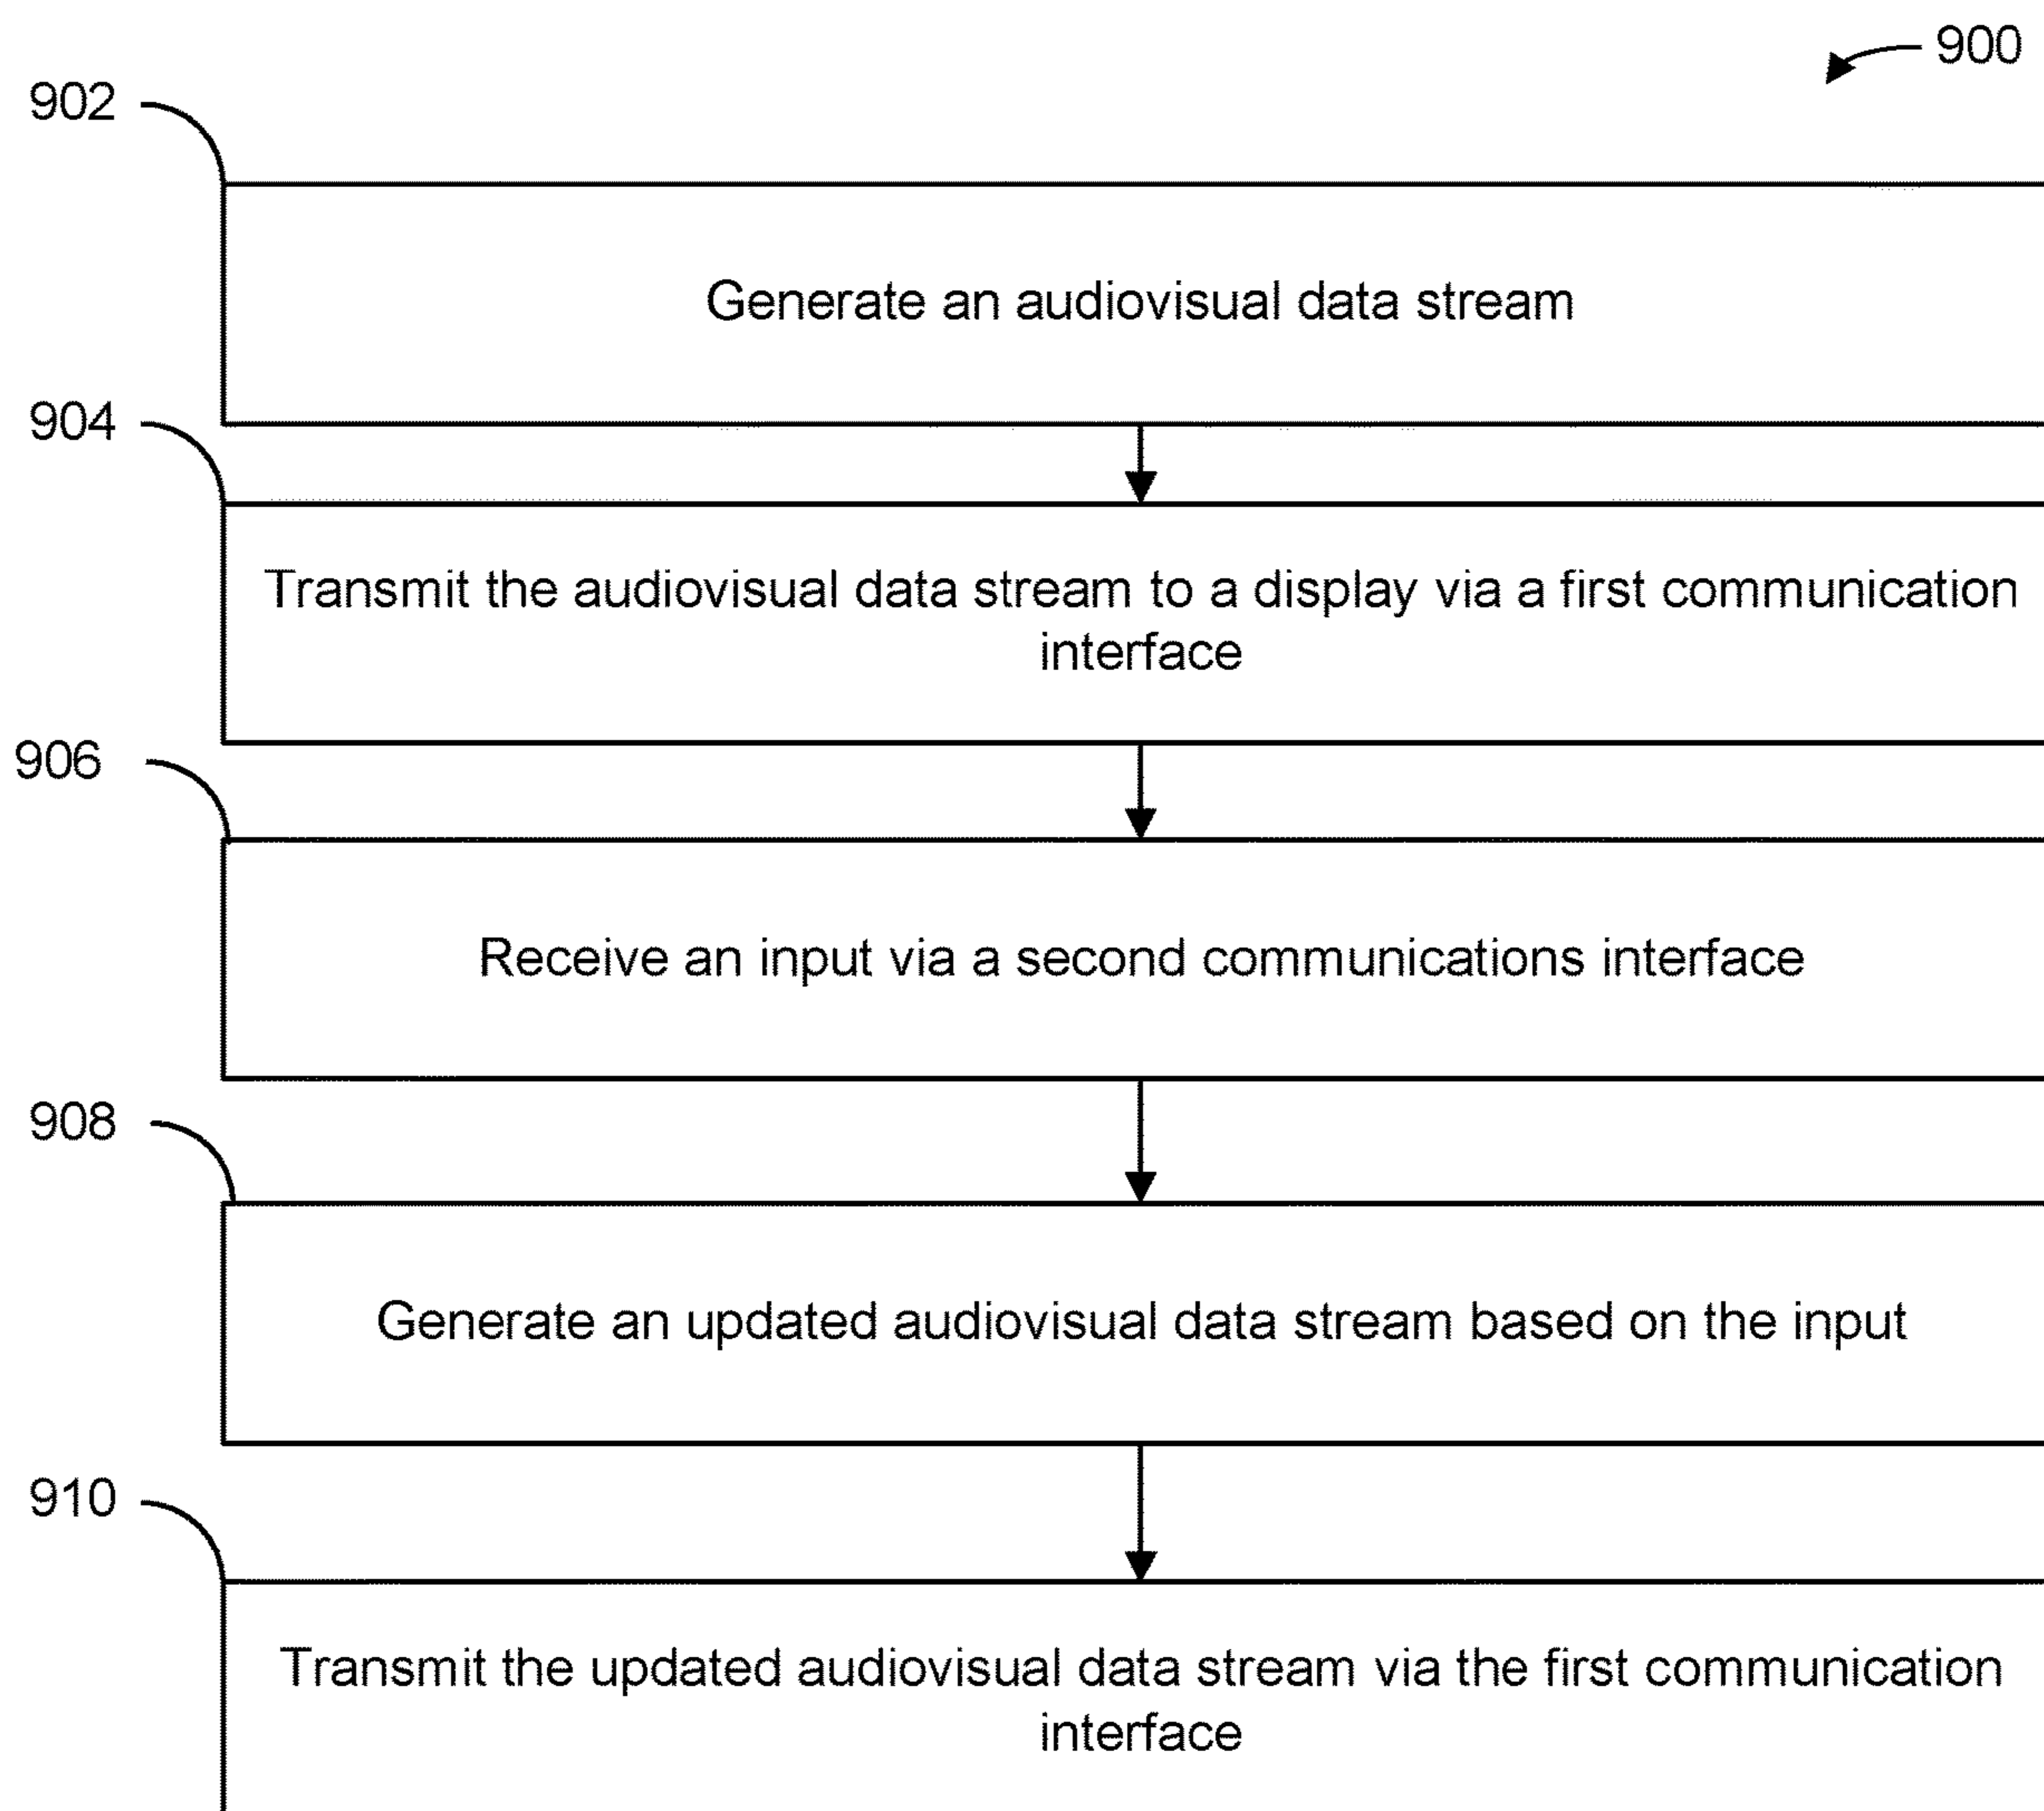 900
902
Generate an audiovisual data stream
904
Transmit the audiovisual data stream to a display via a first communication
interface
906
Receive an input via a second communications interface
908
Generate an updated audiovisual data stream based on the input
910
Transmit the updated audiovisual data stream via the first communication
interface